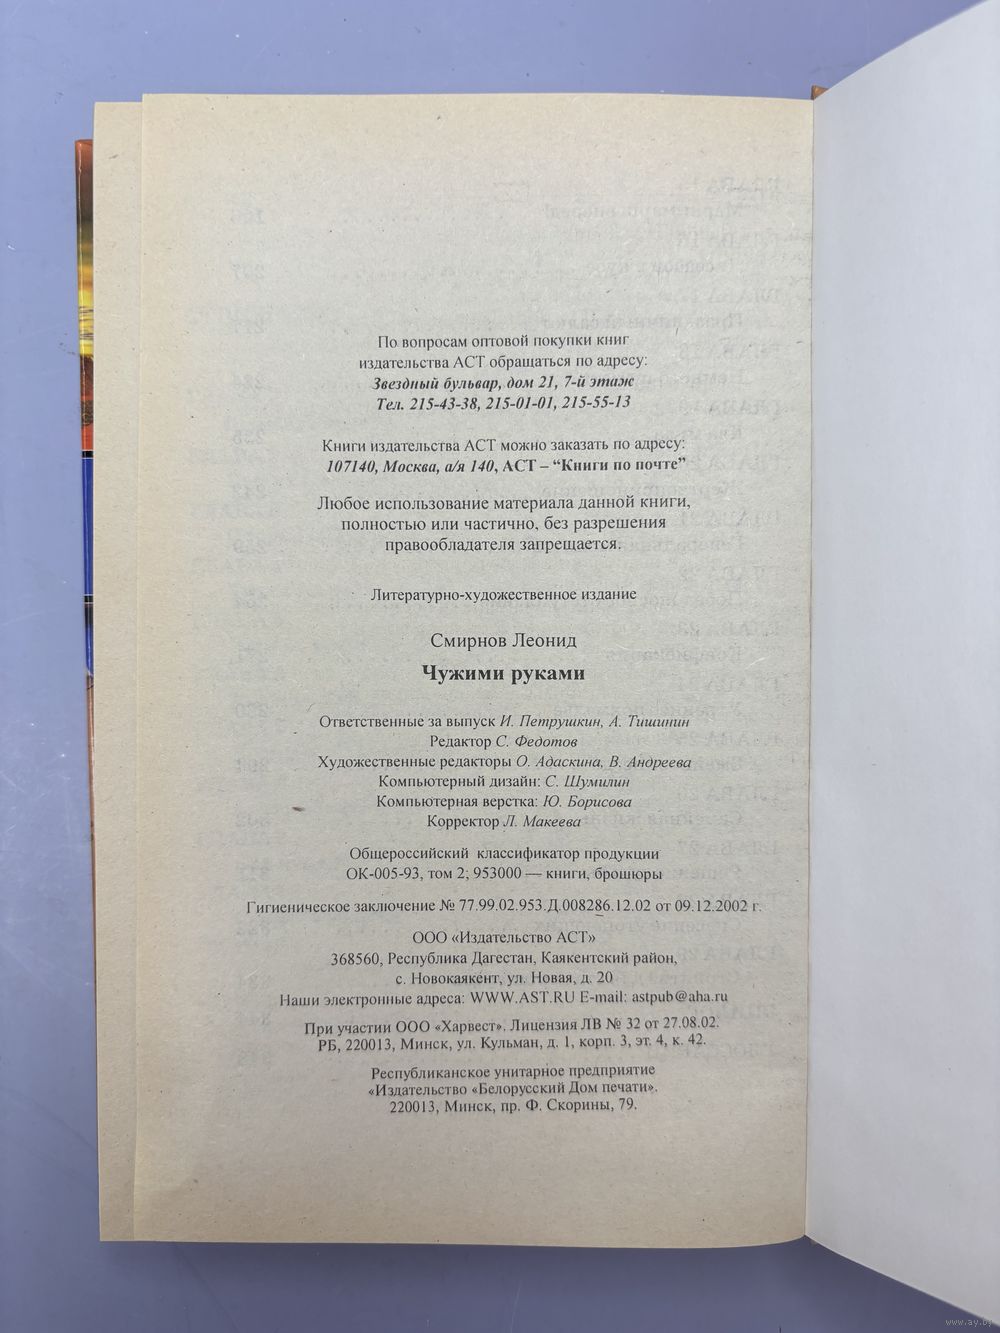 По вопросам оптовой покупки книг
издательства АСТ обращаться по адресу:
Звездный бульвар, дом 21, 7-й этаж
Тел. 215-43-38, 215-01-01, 215-55-13
Книги издательства АСТ можно заказать по адресу:
107140, Москва, а/я 140, АСТ – “Книги по почте”
Любое использование материала данной книги,
полностью или частично, без разрешения
правообладателя запрещается.
Литературно-художественное издание
Смирнов Леонид
Чужими руками
Ответственные за выпуск И. Петрушкин, А. Тишинин
Редактор С. Федотов
Художественные редакторы О. Адаскина, В. Андреева
Компьютерный дизайн: С. Шумилин
Компьютерная верстка: Ю. Борисова
Корректор Л. Макеева
Общероссийский классификатор продукции
ОК-005-93, том 2; 953000 — книги, брошюры
Гигиеническое заключение № 77.99.02.953.Д.008286.12.02 от 09.12.2002 г.
ООО «Издательство АСТ»
368560, Республика Дагестан, Каякентский район,
с. Новокаякент, ул. Новая, д. 20
Наши электронные адреса: WWW.AST.RU E-mail: astpub@aha.ru
При участии ООО «Харвест». Лицензия ЛВ № 32 от 27.08.02.
РБ, 220013, Минск, ул. Кульман, д. 1, корп. 3, эт. 4, к. 42.
Республиканское унитарное предприятие
«Издательство «Белорусский Дом печати».
220013, Минск, пр. Ф. Скорины, 79.